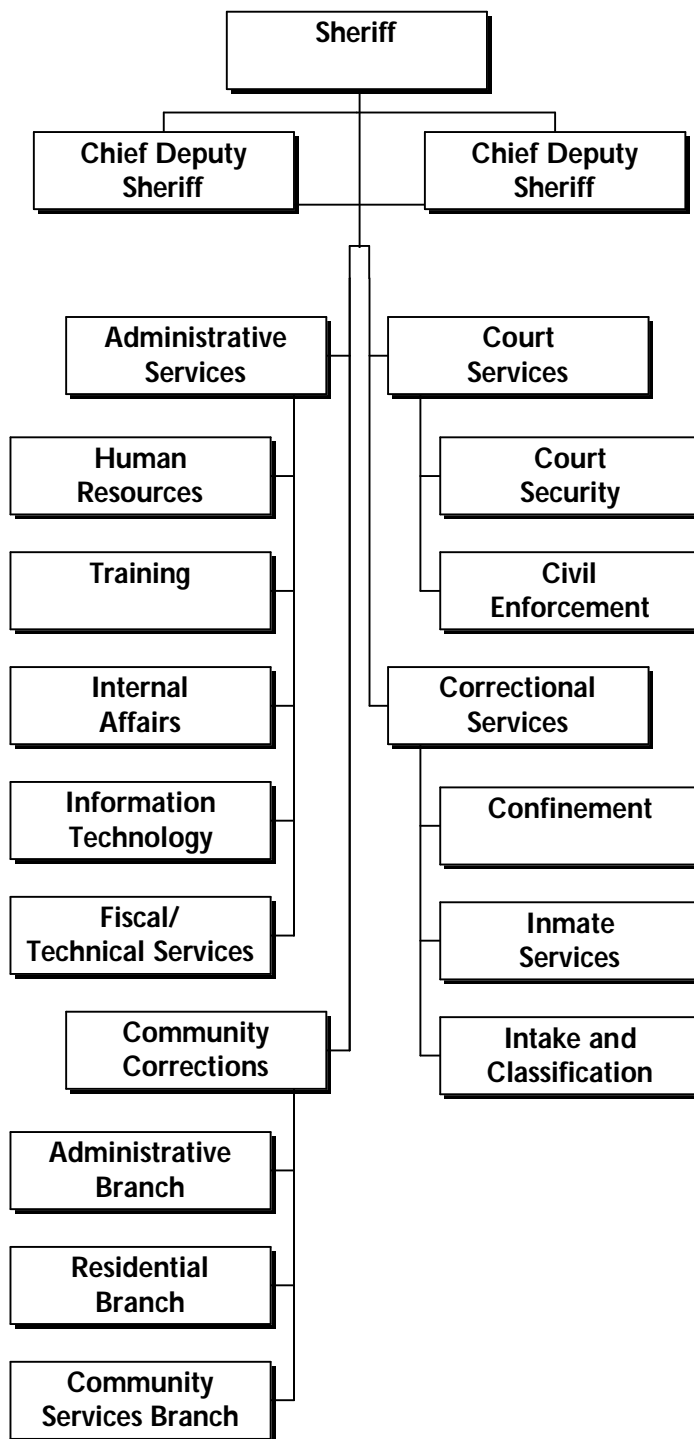 Sheriff
Chief Deputy
Sheriff
Chief Deputy
Sheriff
Administrative
Services
Human
Resources
Training
Internal
Affairs
Information
Technology
Fiscal/
Technical Services
Community
Corrections
Administrative
Branch
Residential
Branch
Community
Services Branch
Court
Services
Court
Security
Civil
Enforcement
Correctional
Services
Confinement
Inmate
Services
Intake and
Classification